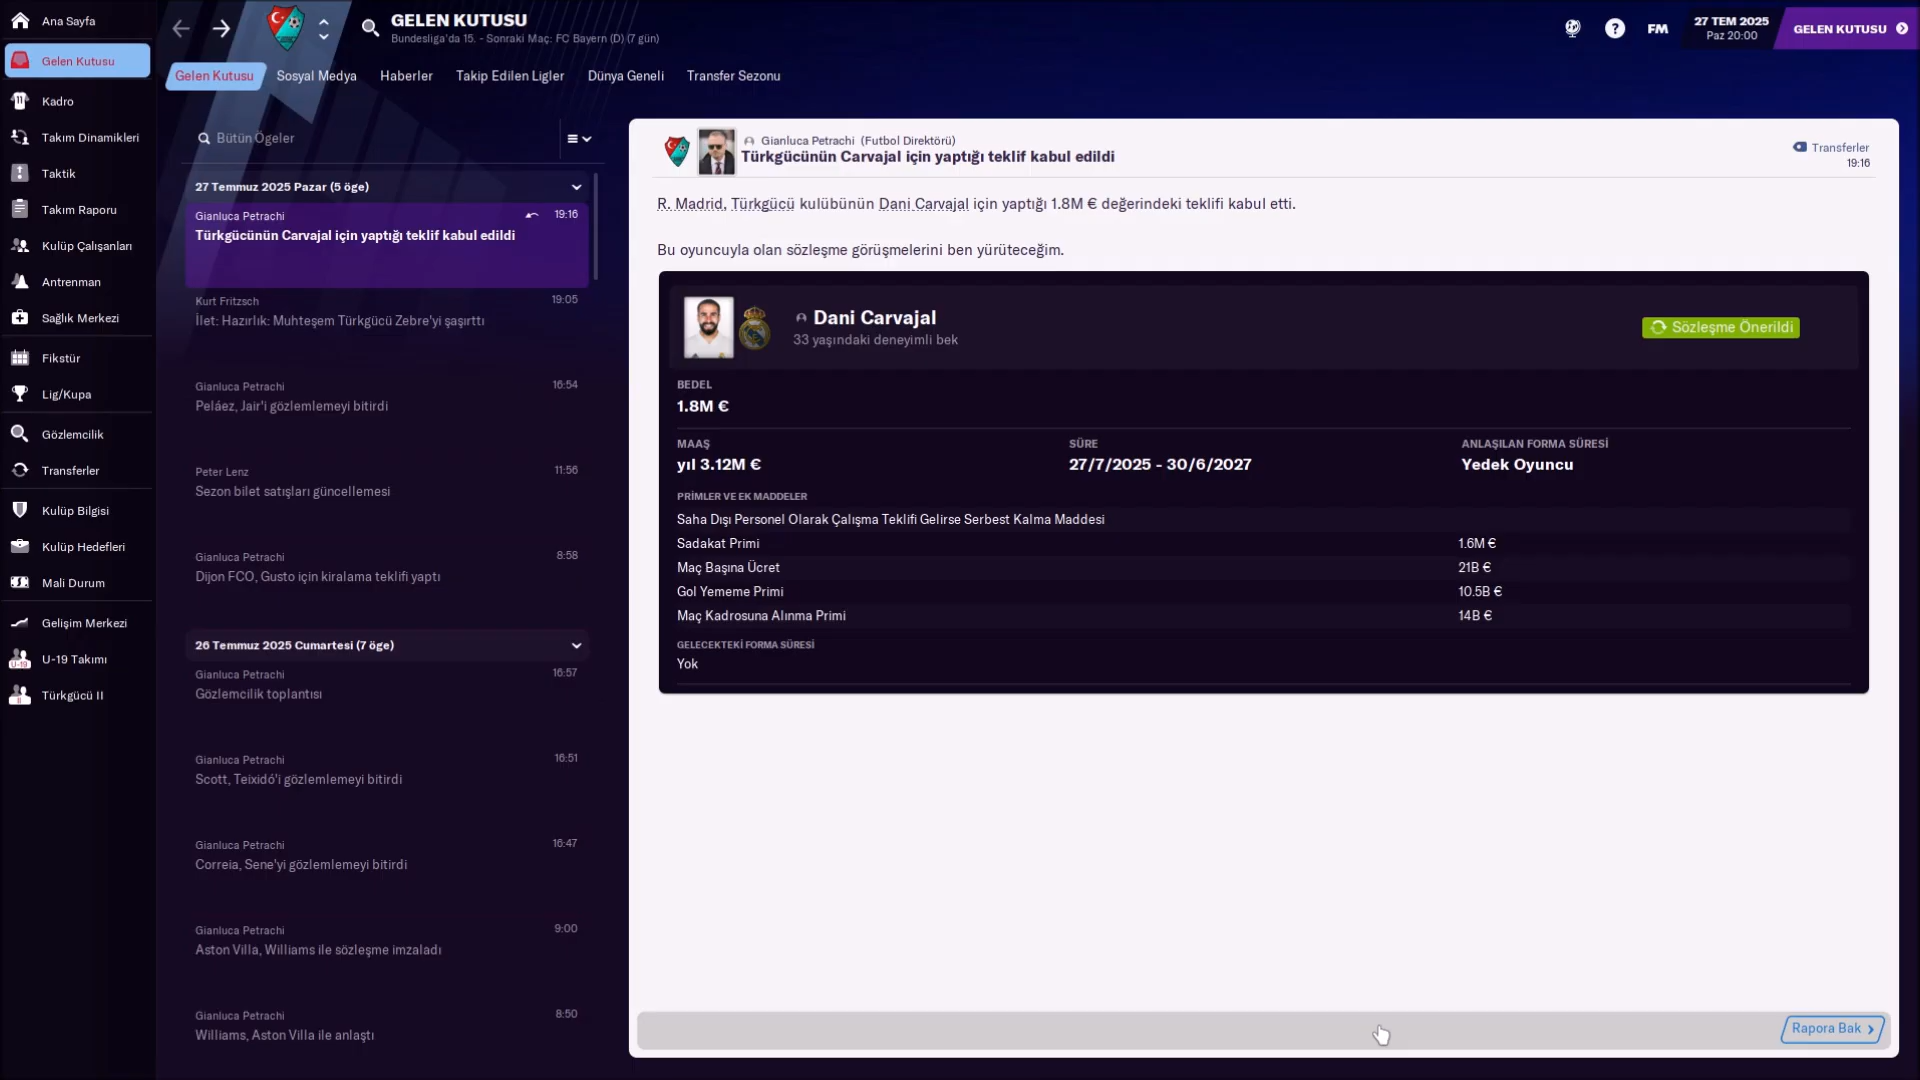 Ana Sayfa
Gelen Kutusu
Kadro
Takım Dinamikleri
Taktik
Takım Raporu
Kulüp Çalışanları
Antrenman
Sağlık Merkezi
Fikstür
Lig/Kupa
Gözlemcilik
Transferler
Kulüp Bilgisi
Kulüp Hedefleri
Mali Durum
Gelişim Merkezi
U-19 Takımı
Türkgücü II
GELEN KUTUSU
Bundesliga'da 15. - Sonraki Maç: FC Bayern (D) (7 gün)
FM
27 TEM 2025
Paz 20:00
GELEN KUTUSU
Gelen Kutusu
Sosyal Medya
Haberler
Takip Edilen Ligler
Dünya Geneli
Transfer Sezonu
Bütün Ögeler
27 Temmuz 2025 Pazar (5 öge)
Gianluca Petrachi 19:16
Türkgücünün Carvajal için yaptığı teklif kabul edildi
Kurt Fritzsch 19:05
İlet: Hazırlık: Muhteşem Türkgücü Zebre'yi şaşırttı
Gianluca Petrachi 16:54
Peláez, Jair'i gözlemlemeyi bitirdi
Peter Lenz 11:56
Sezon bilet satışları güncellemesi
Gianluca Petrachi 8:58
Dijon FCO, Gusto için kiralama teklifi yaptı
26 Temmuz 2025 Cumartesi (7 öge)
Gianluca Petrachi 16:57
Gözlemcilik toplantısı
Gianluca Petrachi 16:51
Scott, Teixidó'i gözlemlemeyi bitirdi
Gianluca Petrachi 16:47
Correia, Sene'yi gözlemlemeyi bitirdi
Gianluca Petrachi 9:00
Aston Villa, Williams ile sözleşme imzaladı
Gianluca Petrachi 8:50
Williams, Aston Villa ile anlaştı
Gianluca Petrachi (Futbol Direktörü)
Türkgücünün Carvajal için yaptığı teklif kabul edildi
Transferler
19:16
R. Madrid, Türkgücü kulübünün Dani Carvajal için yaptığı 1.8M € değerindeki teklifi kabul etti.
Bu oyuncuyla olan sözleşme görüşmelerini ben yürüteceğim.
Dani Carvajal
33 yaşındaki deneyimli bek
Sözleşme Önerildi
BEDEL
1.8M €
MAAŞ SÜRE ANLAŞILAN FORMA SÜRESİ
yıl 3.12M € 27/7/2025 - 30/6/2027 Yedek Oyuncu
PRİMLER VE EK MADDELER
Saha Dışı Personel Olarak Çalışma Teklifi Gelirse Serbest Kalma Maddesi
Sadakat Primi 1.6M €
Maç Başına Ücret 21B €
Gol Yememe Primi 10.5B €
Maç Kadrosuna Alınma Primi 14B €
GELECEKTEKİ FORMA SÜRESİ
Yok
Rapora Bak